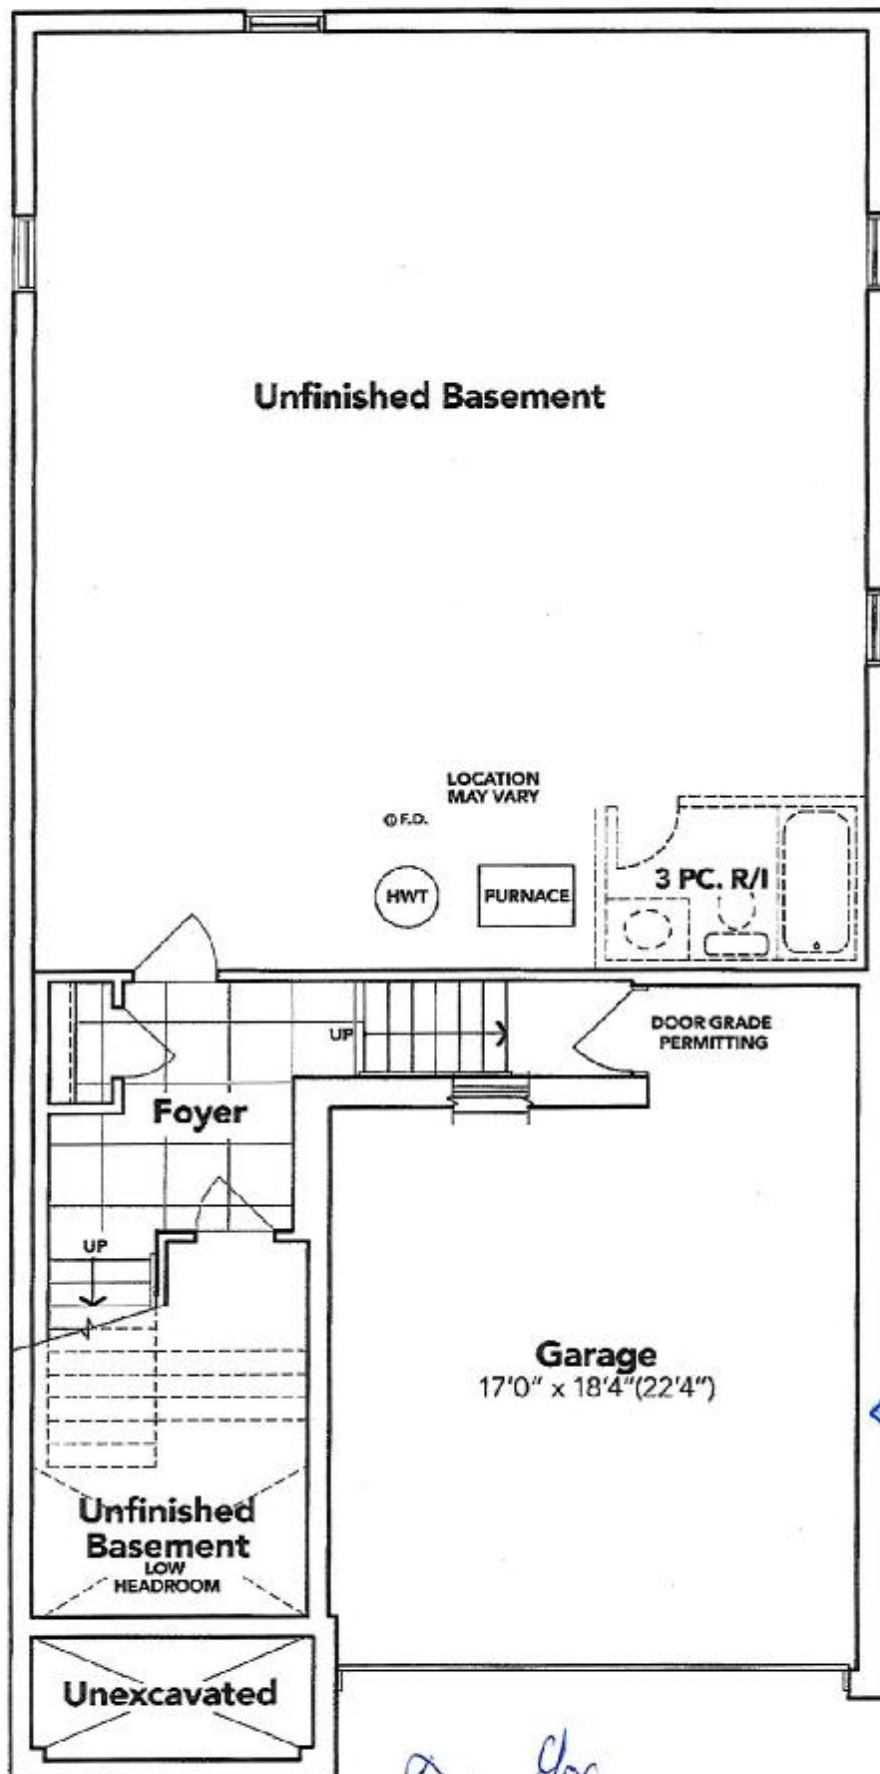 Unfinished Basement
LOCATION
MAY VARY
F.D.
HWT
FURNACE
3 PC. R/I
UP
DOOR GRADE
PERMITTING
Foyer
UP
Garage
17'0" x 18'4"(22'4")
Unfinished
Basement
LOW
HEADROOM
Unexcavated